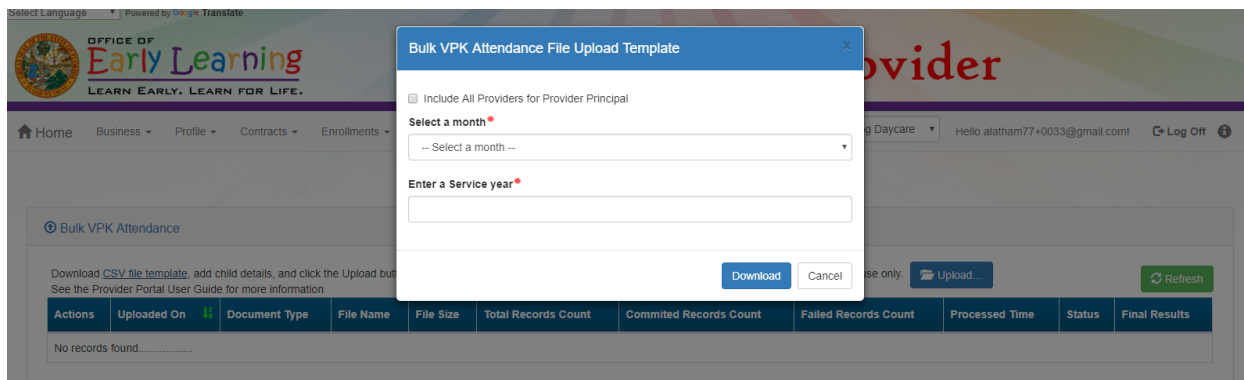 Select Language ▼ Powered by Google Translate
OFFICE OF
Early Learning
LEARN EARLY. LEARN FOR LIFE.
ovider
Home Business Profile Contracts Enrollments g Daycare Hello alatham77+0033@gmail.com! Log Off
Bulk VPK Attendance File Upload Template ×
Include All Providers for Provider Principal
Select a month*
-- Select a month --
Enter a Service year*
Download Cancel
Bulk VPK Attendance
Download CSV file template, add child details, and click the Upload but se only. Upload... Refresh
See the Provider Portal User Guide for more information
Actions Uploaded On Document Type File Name File Size Total Records Count Commited Records Count Failed Records Count Processed Time Status Final Results
No records found..................